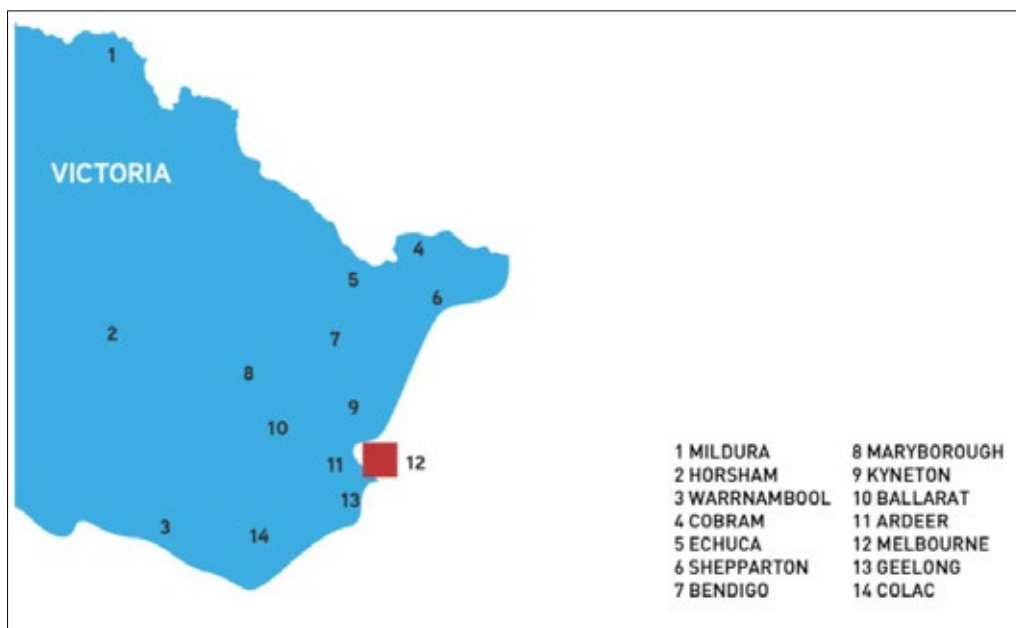 1
VICTORIA
4
5
6
2
7
8
9
10
11
12
13
3
14
1 MILDURA
2 HORSHAM
3 WARRNAMBOOL
4 COBRAM
5 ECHUCA
6 SHEPPARTON
7 BENDIGO
8 MARYBOROUGH
9 KYNETON
10 BALLARAT
11 ARDEER
12 MELBOURNE
13 GEELONG
14 COLAC